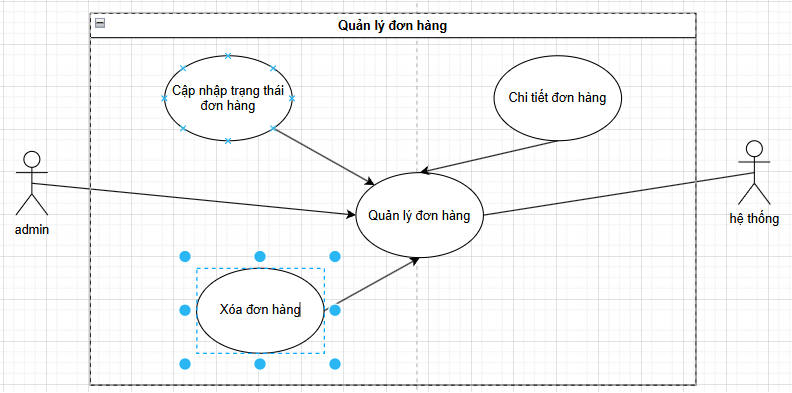 Quản lý đơn hàng
Cập nhập trạng thái
đơn hàng
Chi tiết đơn hàng
admin
Quản lý đơn hàng
hệ thống
Xóa đơn hàng